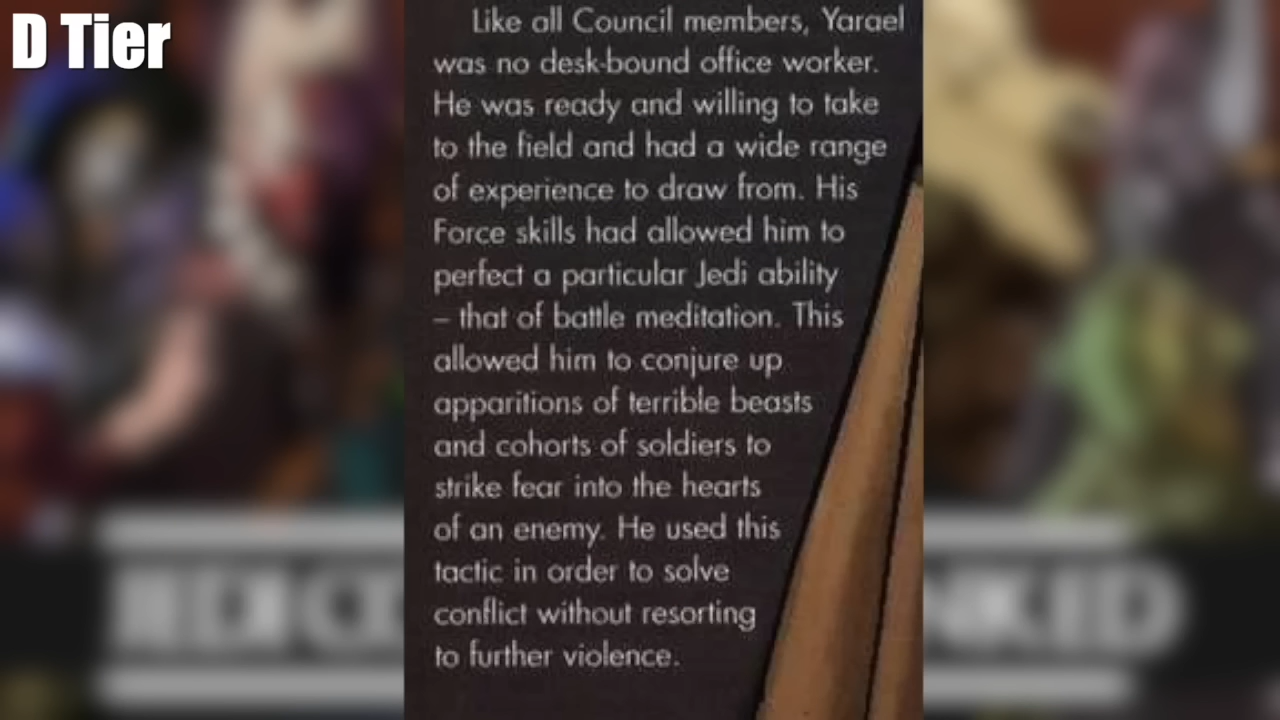 D Tier
Like all Council members, Yarael
was no desk-bound office worker.
He was ready and willing to take
to the field and had a wide range
of experience to draw from. His
Force skills had allowed him to
perfect a particular Jedi ability
– that of battle meditation. This
allowed him to conjure up
apparitions of terrible beasts
and cohorts of soldiers to
strike fear into the hearts
of an enemy. He used this
tactic in order to solve
conflict without resorting
to further violence.